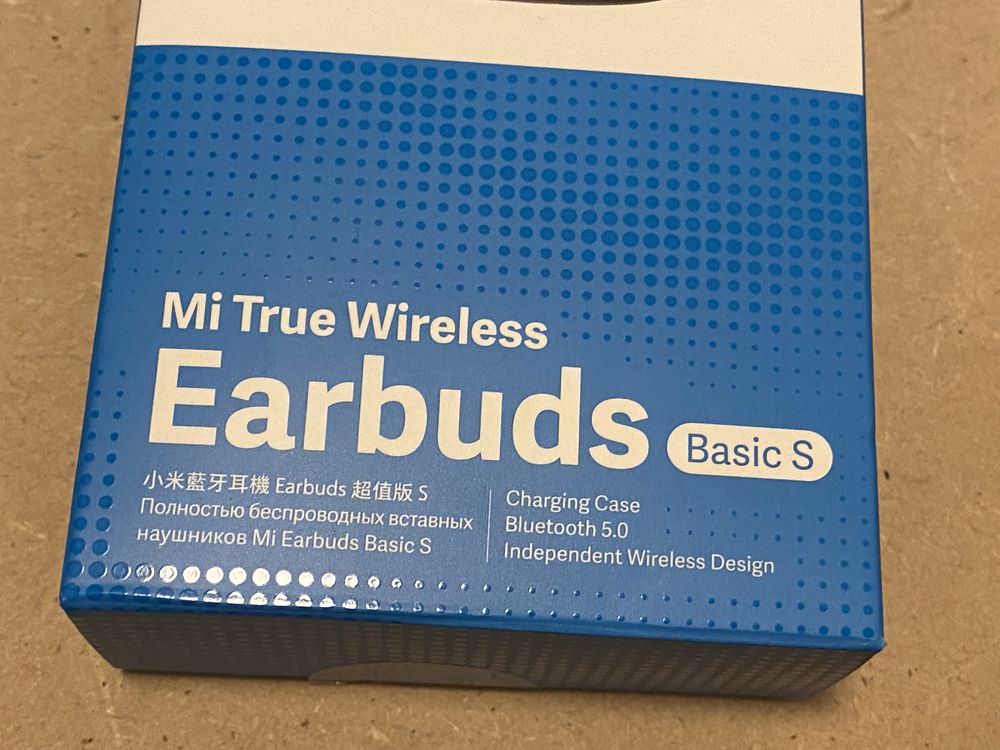 Mi True Wireless
Earbuds Basic S
小米藍牙耳機 Earbuds 超值版 S
Полностью беспроводных вставных
наушников Mi Earbuds Basic S
Charging Case
Bluetooth 5.0
Independent Wireless Design